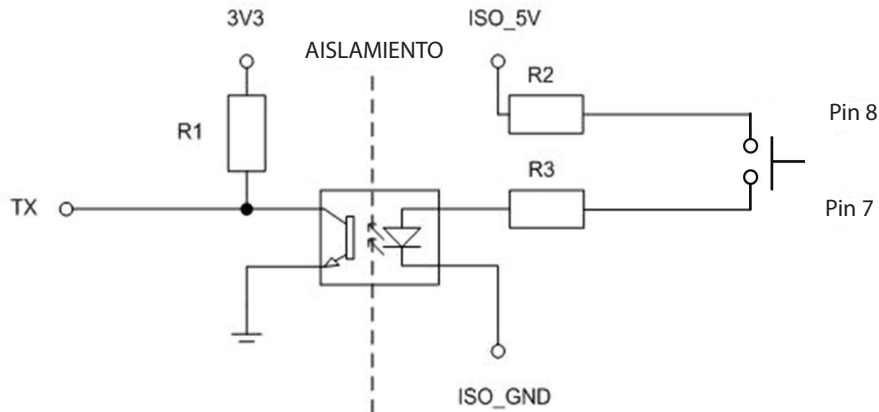 3V3
ISO_5V
AISLAMIENTO
R2
Pin 8
R1
R3
TX
Pin 7
ISO_GND